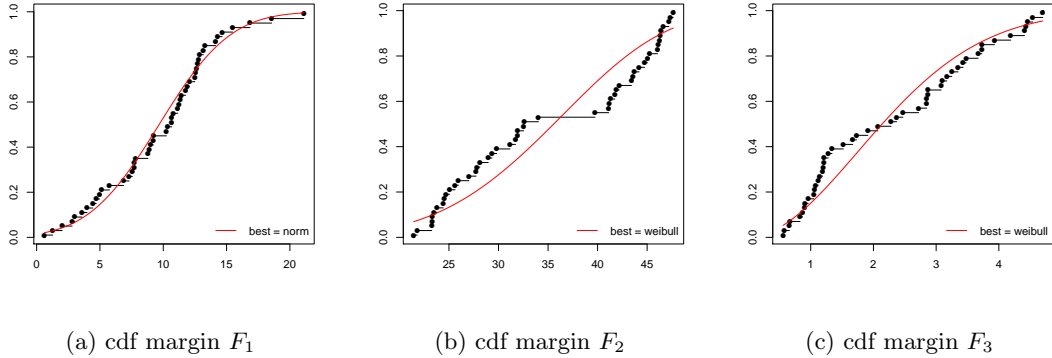 0.0 0.2 0.4 0.6 0.8 1.0
0 5 10 15 20
best = norm
0.0 0.2 0.4 0.6 0.8 1.0
25 30 35 40 45
best = weibull
0.0 0.2 0.4 0.6 0.8 1.0
1 2 3 4
best = weibull
(a) cdf margin F1
(b) cdf margin F2
(c) cdf margin F3